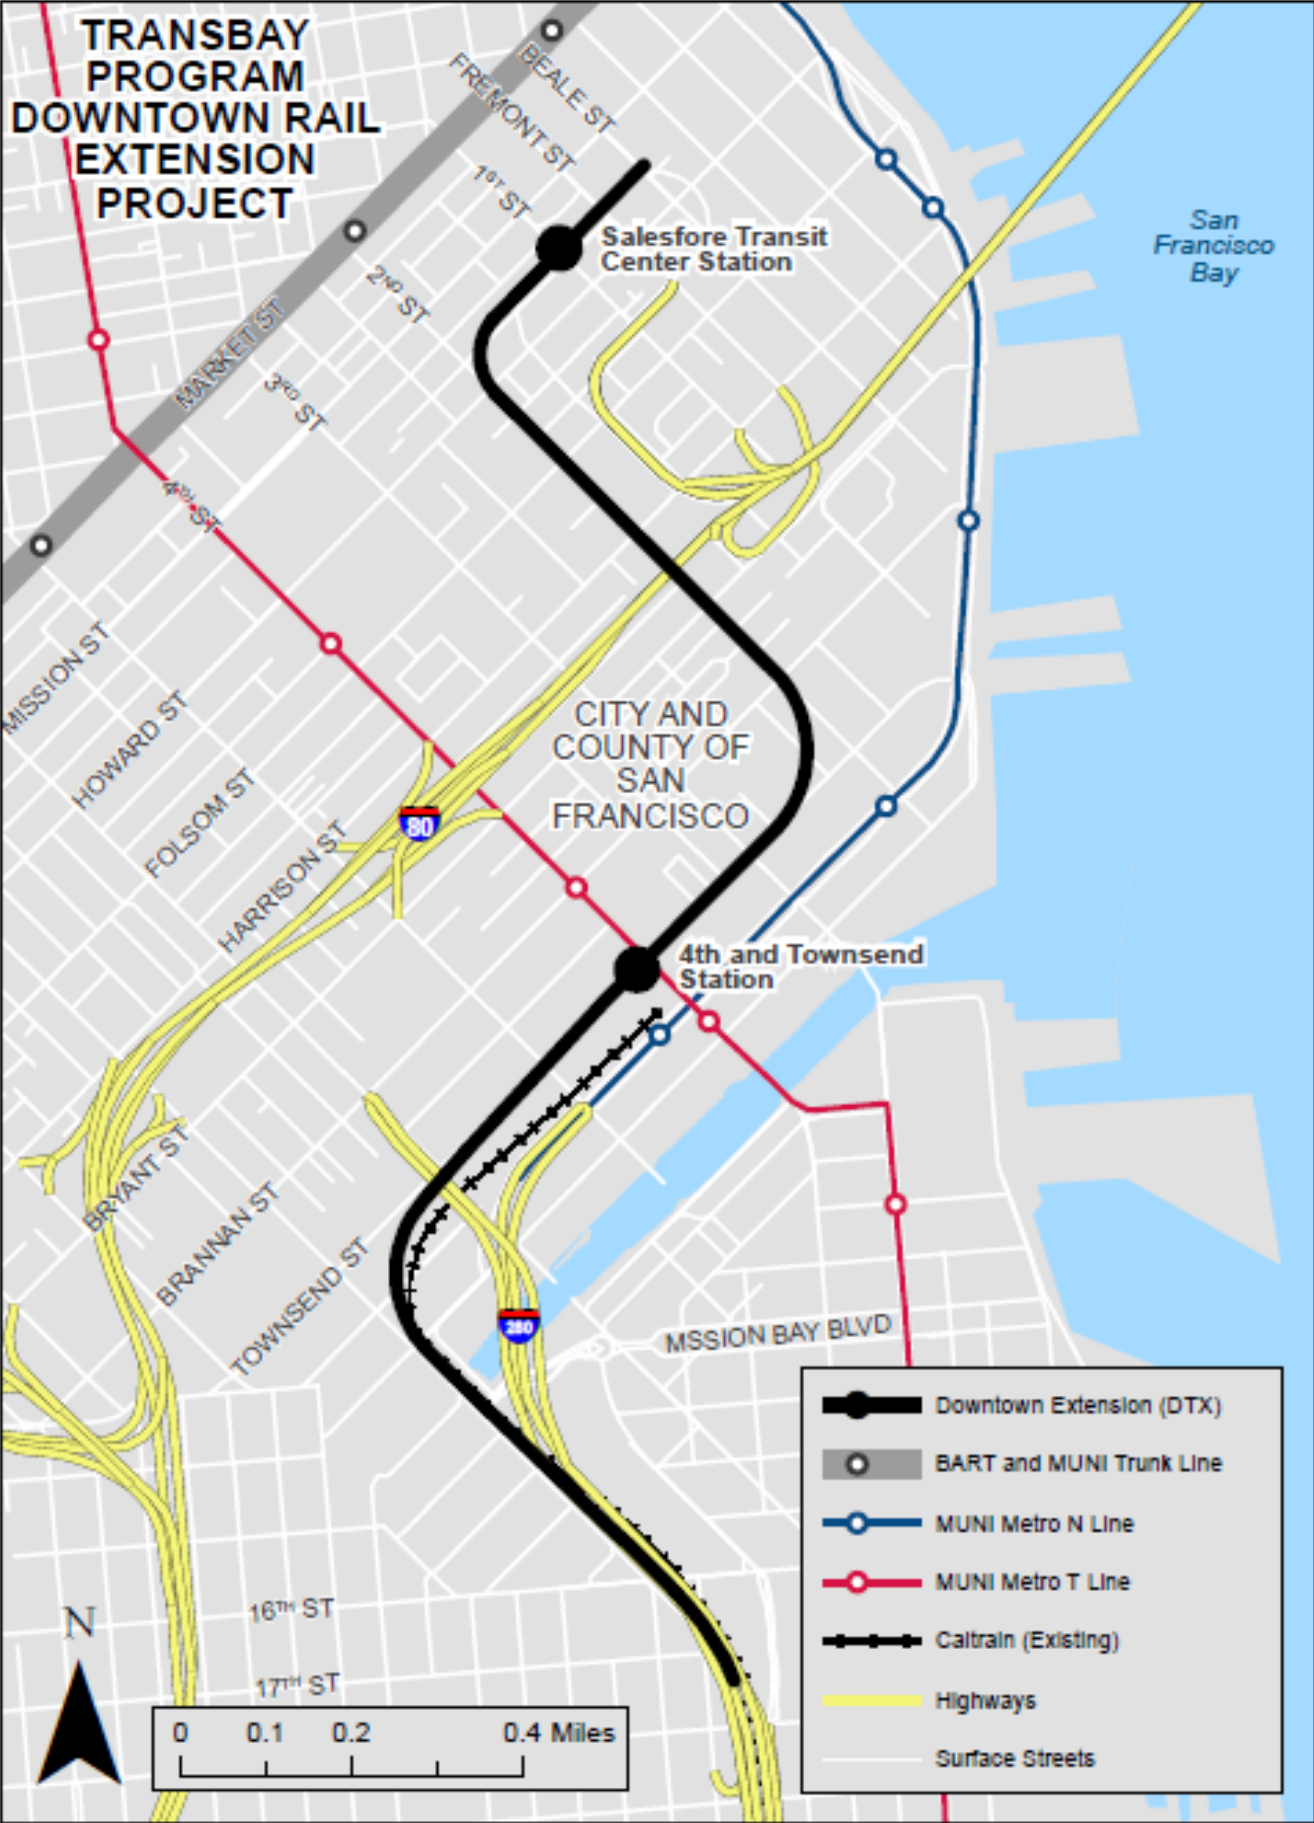 TRANSBAY
PROGRAM
DOWNTOWN RAIL
EXTENSION
PROJECT
BEALE ST
FREMONT ST
1ST ST
2ND ST
3RD ST
4TH ST
MARKET ST
Salesfore Transit
Center Station
San
Francisco
Bay
MISSION ST
HOWARD ST
FOLSOM ST
HARRISON ST
80
CITY AND
COUNTY OF
SAN
FRANCISCO
4th and Townsend
Station
BRYANT ST
BRANNAN ST
TOWNSEND ST
280
MSSION BAY BLVD
16TH ST
17TH ST
N
0 0.1 0.2 0.4 Miles
Downtown Extension (DTX)
BART and MUNI Trunk Line
MUNI Metro N Line
MUNI Metro T Line
Caltrain (Existing)
Highways
Surface Streets